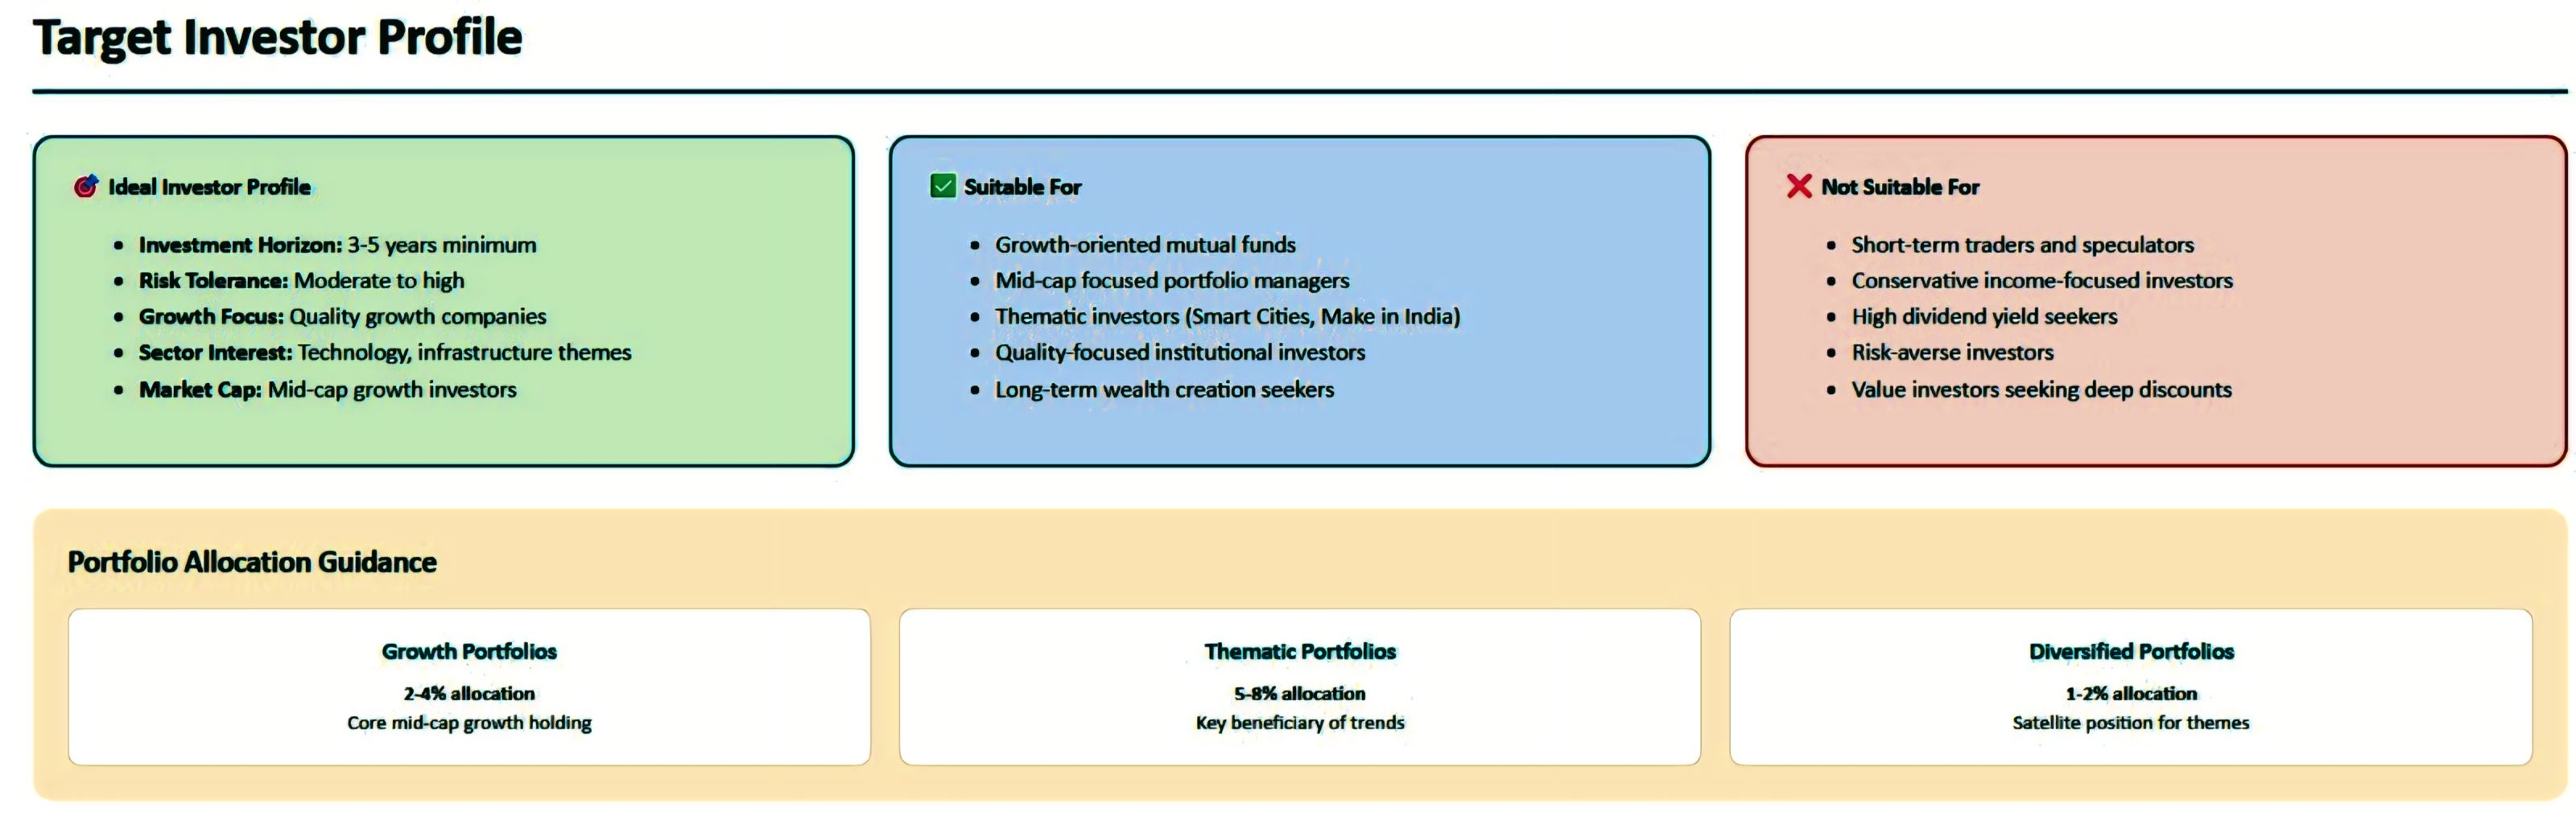 Target Investor Profile
Ideal Investor Profile
Investment Horizon: 3-5 years minimum
Risk Tolerance: Moderate to high
Growth Focus: Quality growth companies
Sector Interest: Technology, infrastructure themes
Market Cap: Mid-cap growth investors
Suitable For
Growth-oriented mutual funds
Mid-cap focused portfolio managers
Thematic investors (Smart Cities, Make in India)
Quality-focused institutional investors
Long-term wealth creation seekers
Not Suitable For
Short-term traders and speculators
Conservative income-focused investors
High dividend yield seekers
Risk-averse investors
Value investors seeking deep discounts
Portfolio Allocation Guidance
Growth Portfolios
2-4% allocation
Core mid-cap growth holding
Thematic Portfolios
5-8% allocation
Key beneficiary of trends
Diversified Portfolios
1-2% allocation
Satellite position for themes